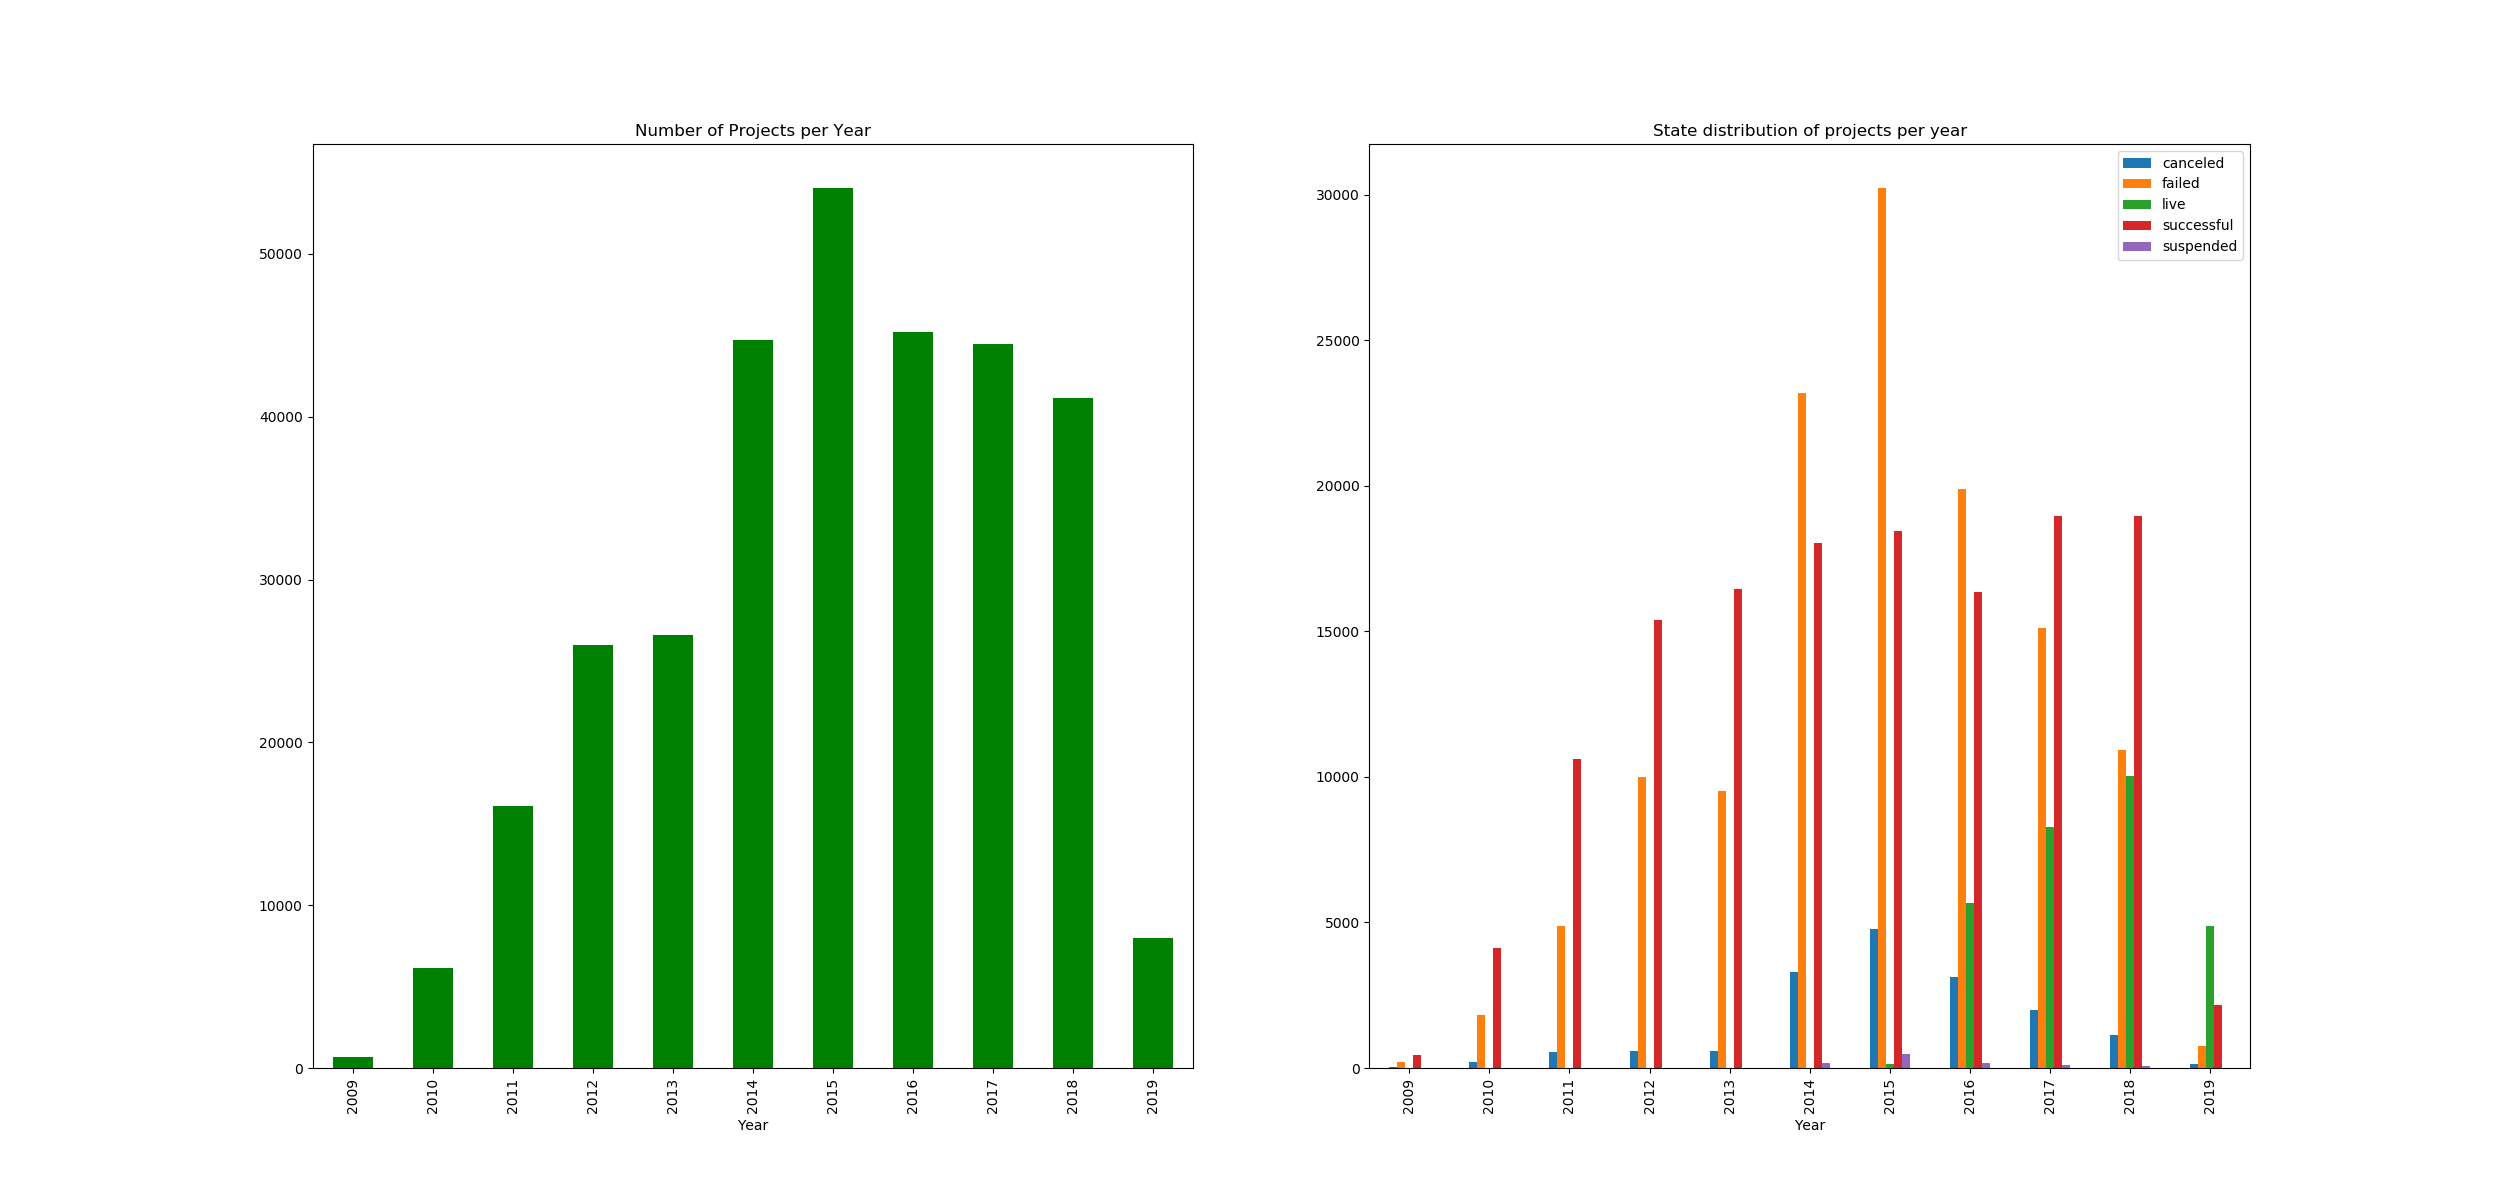 Number of Projects per Year
50000
40000
30000
20000
10000
0
2009 2010 2011 2012 2013 2014 2015 2016 2017 2018 2019
Year
State distribution of projects per year
canceled
failed
live
successful
suspended
30000
25000
20000
15000
10000
5000
0
2009 2010 2011 2012 2013 2014 2015 2016 2017 2018 2019
Year